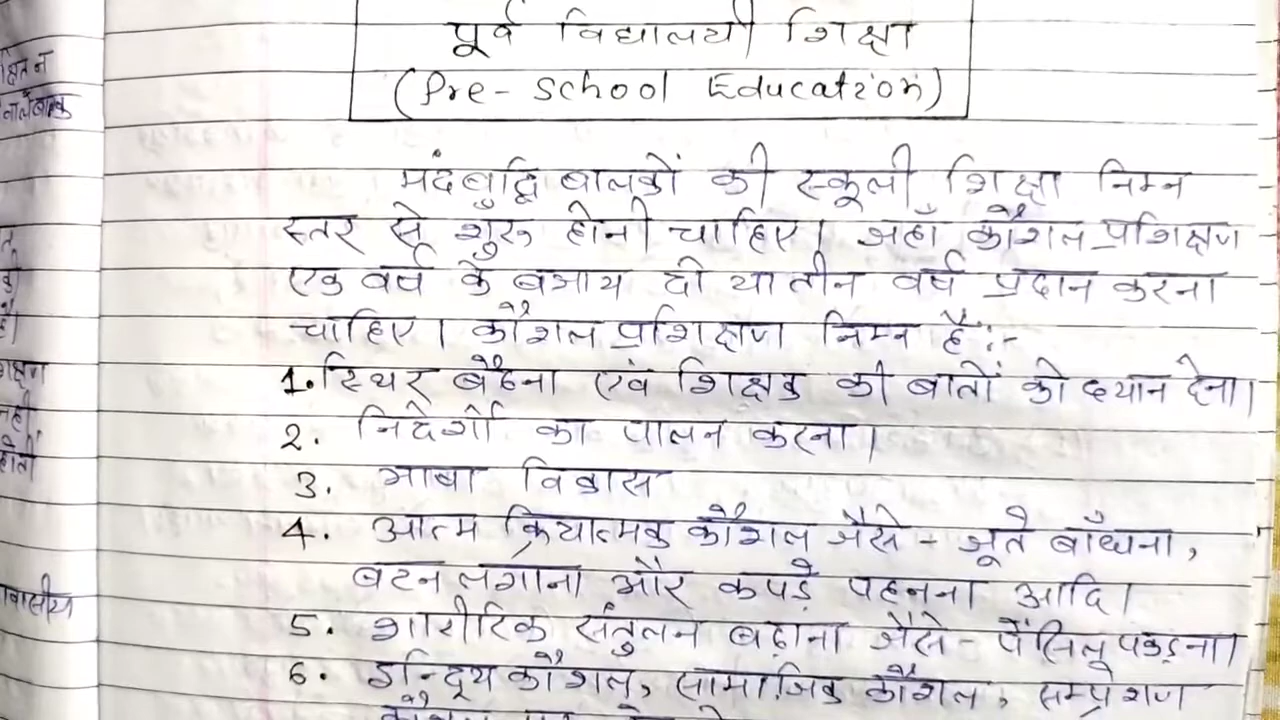 पूर्व विद्यालयी शिक्षा
(Pre- School Education)
मंदबुद्धि बालकों की स्कूली शिक्षा निम्न
स्तर से शुरु होनी चाहिए। जहाँ कौशल प्रशिक्षण
एक वर्ष के बजाय दो या तीन वर्ष प्रदान करना
चाहिए। कौशल प्रशिक्षण निम्न है:-
1. स्थिर बैठना एवं शिक्षक की बातों को ध्यान देना।
2. निर्देशों का पालन करना।
3. भाषा विकास
4. आत्म क्रियात्मक कौशल जैसे - जूते बाँधना,
बटन लगाना और कपड़े पहनना आदि।
5. शारीरिक संतुलन बढ़ाना जैसे - पेंसिल पकड़ना।
6. इन्द्रिय कौशल, सामाजिक कौशल, सम्प्रेशण